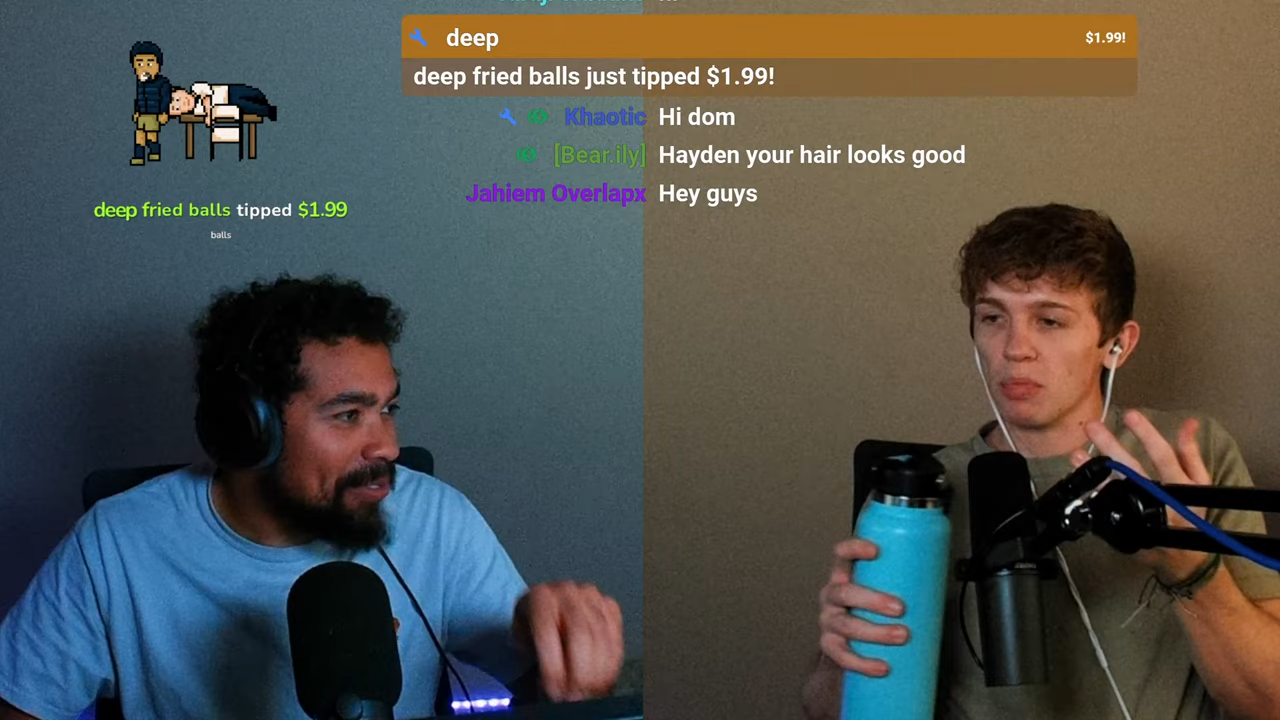 deep $1.99!
deep fried balls just tipped $1.99!
Khaotic Hi dom
[Bear.ily] Hayden your hair looks good
Jahiem Overlapx Hey guys
deep fried balls tipped $1.99
balls